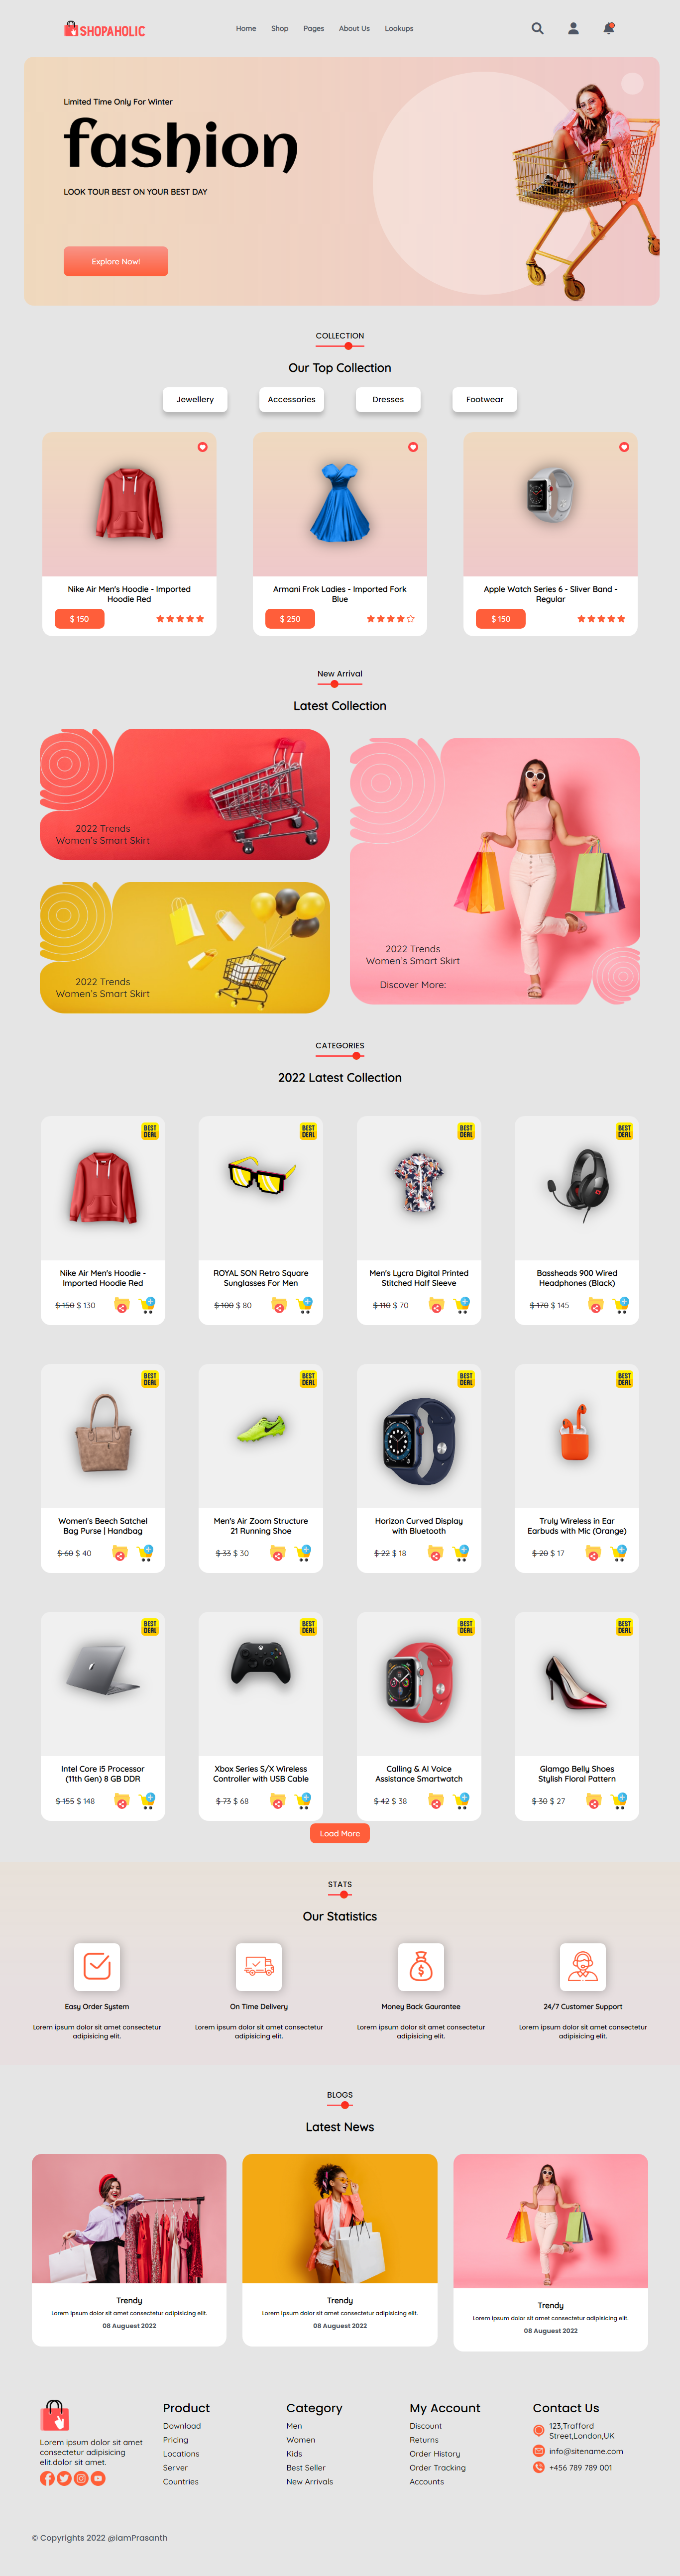 SHOPAHOLIC
Home
Shop
Pages
About Us
Lookups
Limited Time Only For Winter
fashion
LOOK TOUR BEST ON YOUR BEST DAY
Explore Now!
COLLECTION
Our Top Collection
Jewellery
Accessories
Dresses
Footwear
Nike Air Men's Hoodie - Imported
Hoodie Red
$ 150
Armani Frok Ladies - Imported Fork
Blue
$ 250
Apple Watch Series 6 - Sliver Band -
Regular
$ 150
New Arrival
Latest Collection
2022 Trends
Women's Smart Skirt
2022 Trends
Women's Smart Skirt
2022 Trends
Women's Smart Skirt
Discover More:
CATEGORIES
2022 Latest Collection
BEST
DEAL
Nike Air Men's Hoodie -
Imported Hoodie Red
$ 150 $ 130
BEST
DEAL
ROYAL SON Retro Square
Sunglasses For Men
$ 100 $ 80
BEST
DEAL
Men's Lycra Digital Printed
Stitched Half Sleeve
$ 110 $ 70
BEST
DEAL
Bassheads 900 Wired
Headphones (Black)
$ 170 $ 145
BEST
DEAL
Women's Beech Satchel
Bag Purse | Handbag
$ 60 $ 40
BEST
DEAL
Men's Air Zoom Structure
21 Running Shoe
$ 33 $ 30
BEST
DEAL
Horizon Curved Display
with Bluetooth
$ 22 $ 18
BEST
DEAL
Truly Wireless in Ear
Earbuds with Mic (Orange)
$ 20 $ 17
BEST
DEAL
Intel Core i5 Processor
(11th Gen) 8 GB DDR
$ 155 $ 148
BEST
DEAL
Xbox Series S/X Wireless
Controller with USB Cable
$ 73 $ 68
BEST
DEAL
Calling & AI Voice
Assistance Smartwatch
$ 42 $ 38
BEST
DEAL
Glamgo Belly Shoes
Stylish Floral Pattern
$ 30 $ 27
Load More
STATS
Our Statistics
Easy Order System
Lorem ipsum dolor sit amet consectetur
adipisicing elit.
On Time Delivery
Lorem ipsum dolor sit amet consectetur
adipisicing elit.
Money Back Gaurantee
Lorem ipsum dolor sit amet consectetur
adipisicing elit.
24/7 Customer Support
Lorem ipsum dolor sit amet consectetur
adipisicing elit.
BLOGS
Latest News
Trendy
Lorem ipsum dolor sit amet consectetur adipisicing elit.
08 Auguest 2022
Trendy
Lorem ipsum dolor sit amet consectetur adipisicing elit.
08 Auguest 2022
Trendy
Lorem ipsum dolor sit amet consectetur adipisicing elit.
08 Auguest 2022
Lorem ipsum dolor sit amet
consectetur adipisicing
elit.dolor sit amet.
Product
Download
Pricing
Locations
Server
Countries
Category
Men
Women
Kids
Best Seller
New Arrivals
My Account
Discount
Returns
Order History
Order Tracking
Accounts
Contact Us
123,Trafford
Street,London,UK
info@sitename.com
+456 789 789 001
© Copyrights 2022 @iamPrasanth